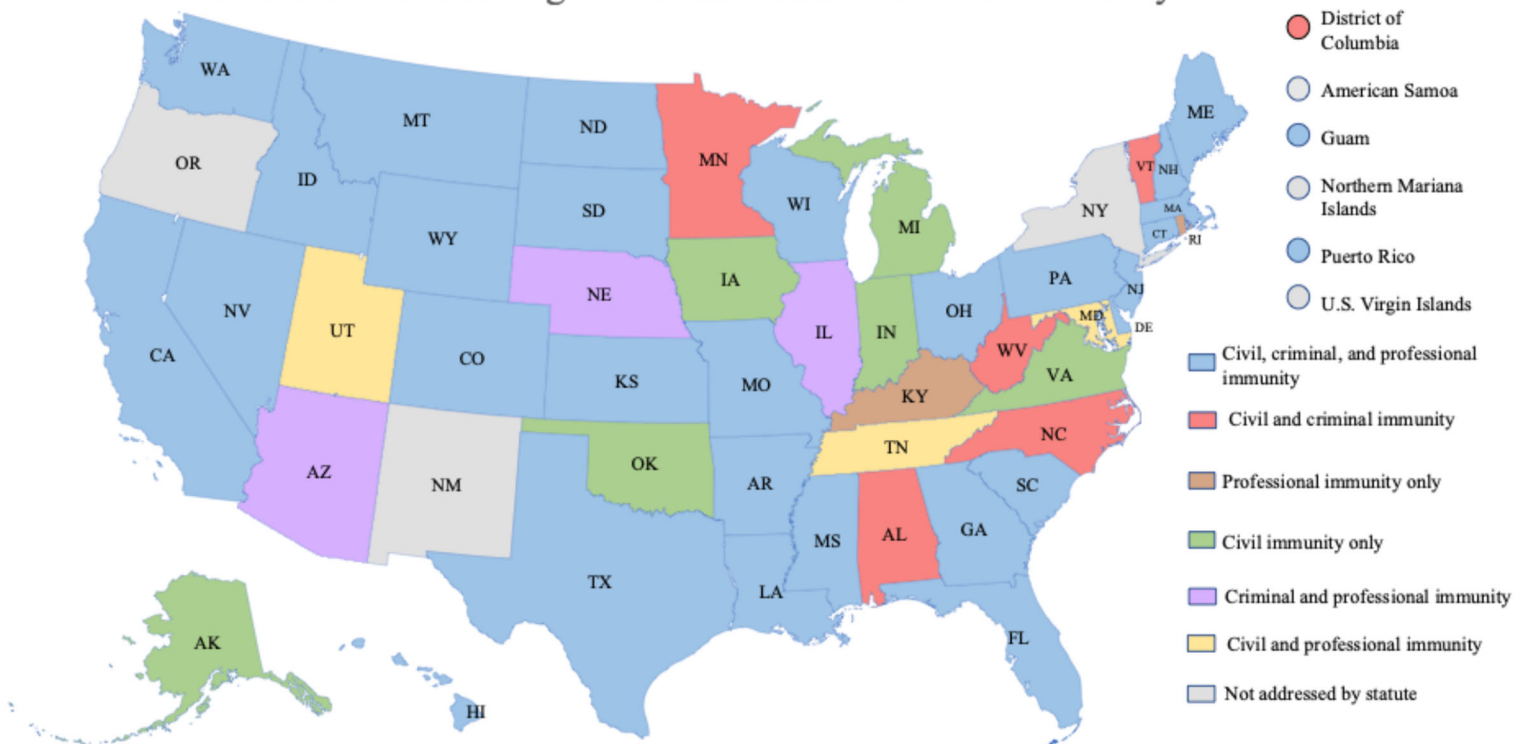 District of
Columbia
American Samoa
Guam
Northern Mariana
Islands
Puerto Rico
U.S. Virgin Islands
Civil, criminal, and professional
immunity
Civil and criminal immunity
Professional immunity only
Civil immunity only
Criminal and professional immunity
Civil and professional immunity
Not addressed by statute
WA
MT
ND
MN
ME
OR
ID
SD
WI
VT
NH
WY
MI
NY
MA
CT
RI
NV
UT
NE
IA
PA
NJ
CA
CO
KS
MO
IL
IN
OH
WV
MD
DE
VA
KY
AZ
NM
OK
AR
TN
NC
SC
TX
LA
MS
AL
GA
FL
AK
HI